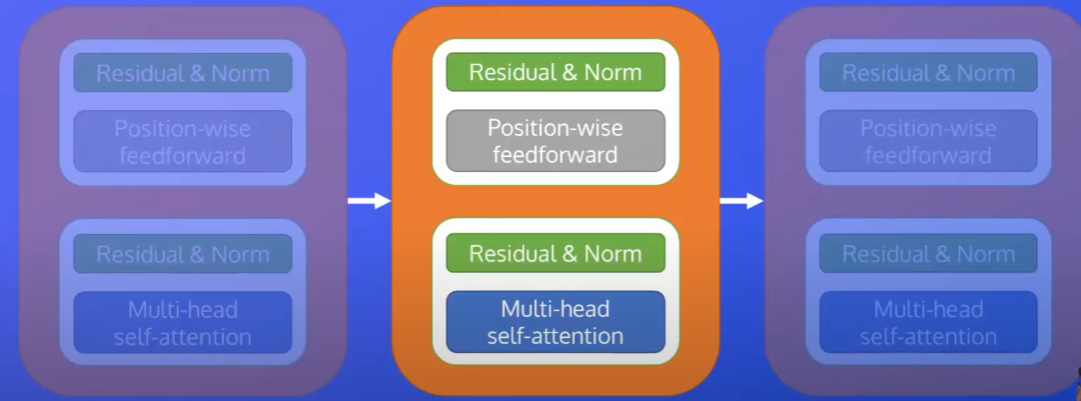 Residual & Norm
Position-wise
feedforward
Residual & Norm
Multi-head
self-attention
Residual & Norm
Position-wise
feedforward
Residual & Norm
Multi-head
self-attention
Residual & Norm
Position-wise
feedforward
Residual & Norm
Multi-head
self-attention